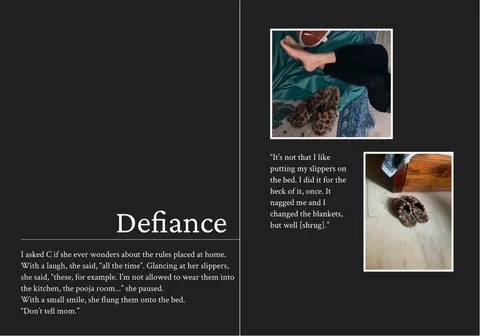 Defiance
I asked C if she ever wonders about the rules placed at home.
With a laugh, she said, “all the time”. Glancing at her slippers,
she said, “these, for example. I’m not allowed to wear them into
the kitchen, the pooja room...” she paused.
With a small smile, she flung them onto the bed.
“Don’t tell mom.”
“It’s not that I like
putting my slippers on
the bed. I did it for the
heck of it, once. It
nagged me and I
changed the blankets,
but well [shrug].”